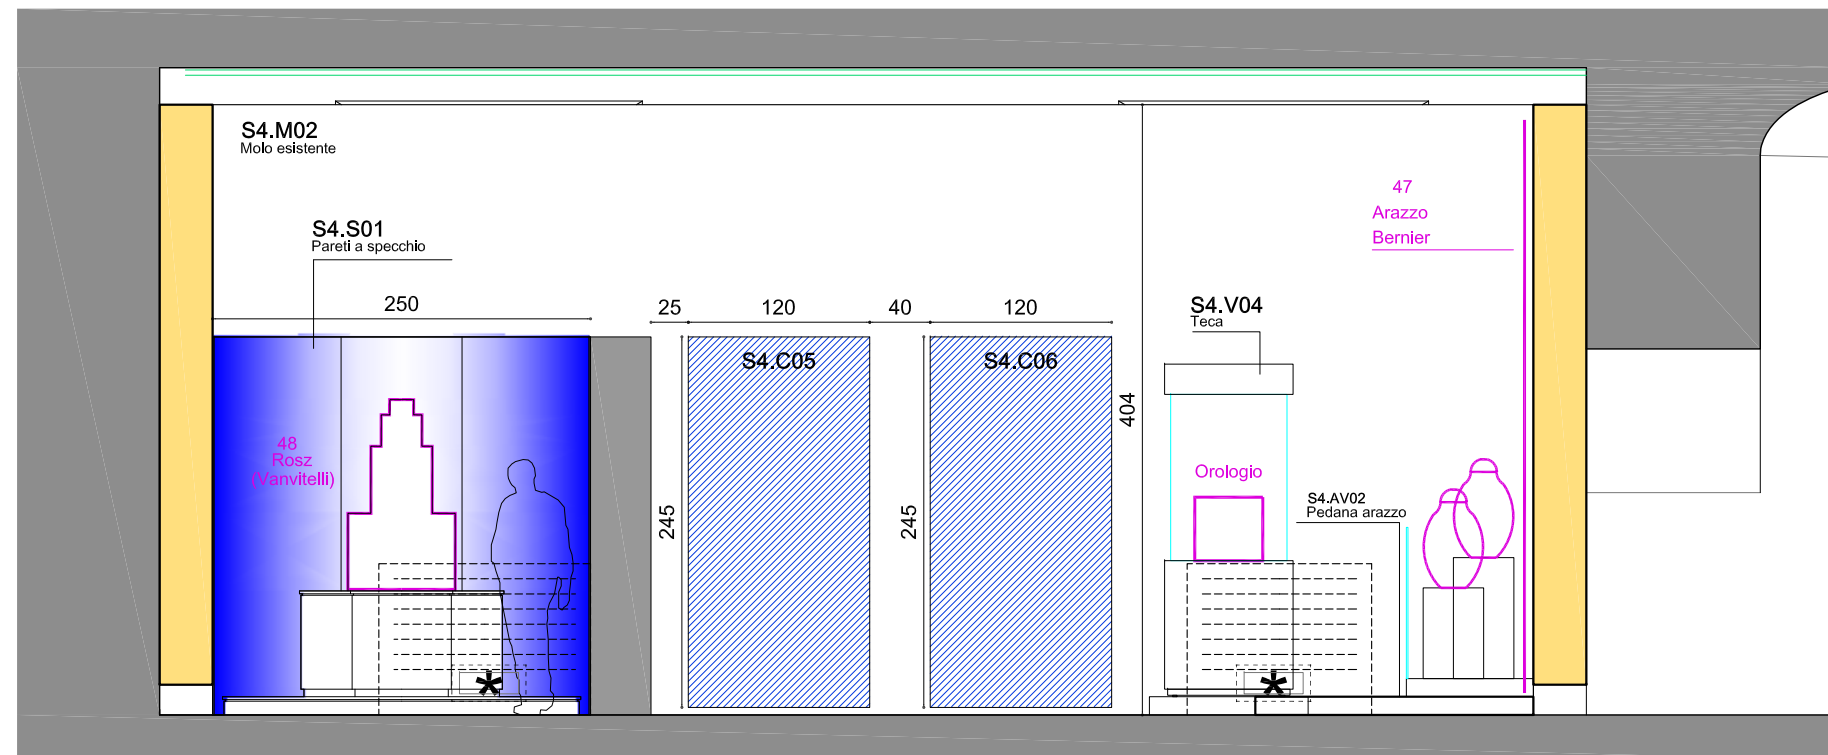 S4.M02
Molo esistente
47
Arazzo
Bernier
S4.S01
Pareti a specchio
250
25
120
40
120
S4.V04
Teca
S4.C05
S4.C06
404
48
Rosz
(Vanvitelli)
245
245
Orologio
S4.AV02
Pedana arazzo
*
*